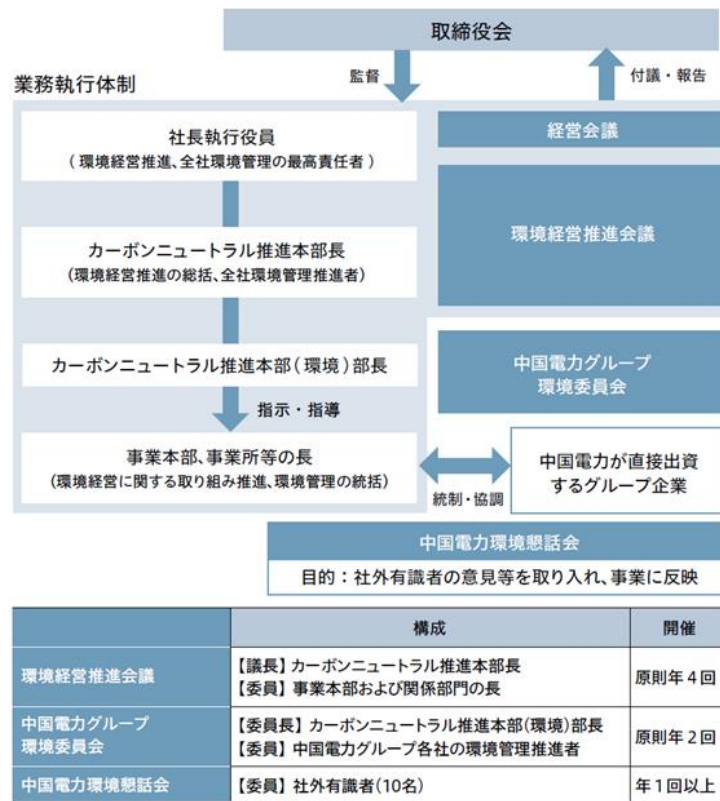 取締役会
監督
付議・報告
業務執行体制
社長執行役員
（環境経営推進、全社環境管理の最高責任者）
経営会議
環境経営推進会議
カーボンニュートラル推進本部長
(環境経営推進の総括、全社環境管理推進者)
カーボンニュートラル推進本部(環境)部長
中国電力グループ
環境委員会
指示・指導
事業本部、事業所等の長
(環境経営に関する取り組み推進、環境管理の統括)
統制・協調
中国電力が直接出資
するグループ企業
中国電力環境懇話会
目的：社外有識者の意見等を取り入れ、事業に反映
構成 開催
環境経営推進会議
【議長】カーボンニュートラル推進本部長
【委員】事業本部および関係部門の長
原則年4回
中国電力グループ
環境委員会
【委員長】カーボンニュートラル推進本部(環境)部長
【委員】中国電力グループ各社の環境管理推進者
原則年2回
中国電力環境懇話会
【委員】社外有識者(10名)
年1回以上